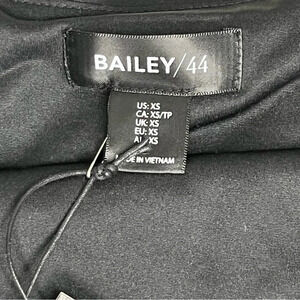 BAILEY/44
US: XS
CA: XS/TP
UK: XS
EU: XS
MADE IN VIETNAM